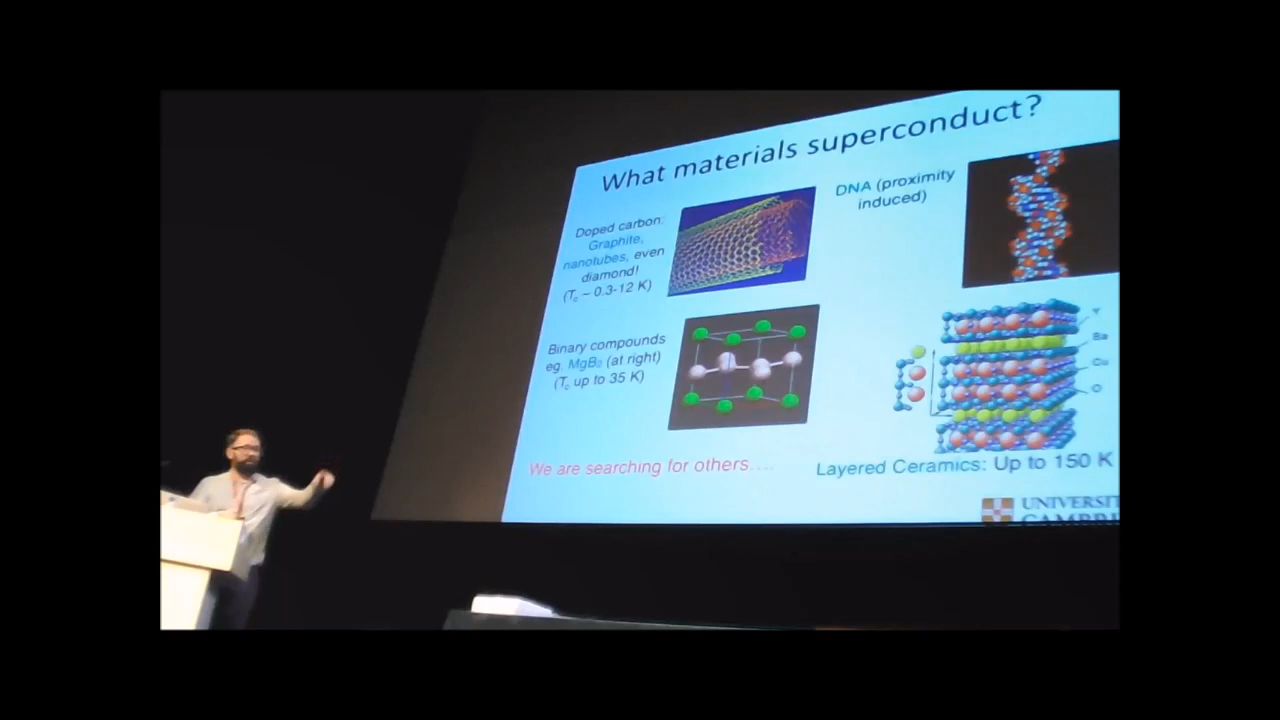 What materials superconduct?
Doped carbon:
Graphite,
nanotubes, even
diamond!
(Tc – 0.3-12 K)
DNA (proximity
induced)
Binary compounds
eg. MgB2 (at right)
(Tc up to 35 K)
Y
Ba
Cu
O
We are searching for others....
Layered Ceramics: Up to 150 K
UNIVERSIT
CAMBRI